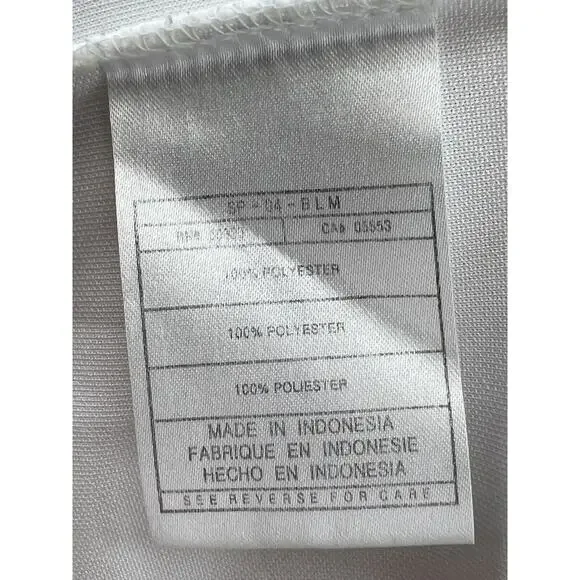 SP - 04 - BLM
CA# 05553
100% POLYESTER
100% POLYESTER
100% POLIESTER
MADE IN INDONESIA
FABRIQUE EN INDONESIE
HECHO EN INDONESIA
SEE REVERSE FOR CARE